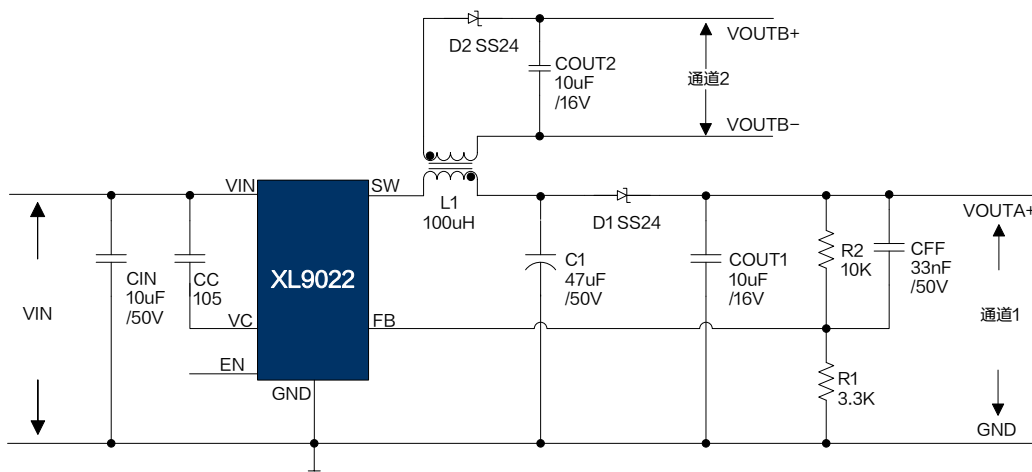 D2 SS24
VOUTB+
COUT2
10uF
/16V
通道2
VOUTB−
VIN
SW
L1
100uH
D1 SS24
VOUTA+
XL9022
CIN
10uF
/50V
CC
105
C1
47uF
/50V
COUT1
10uF
/16V
R2
10K
CFF
33nF
/50V
VIN
VC
FB
通道1
EN
GND
R1
3.3K
GND